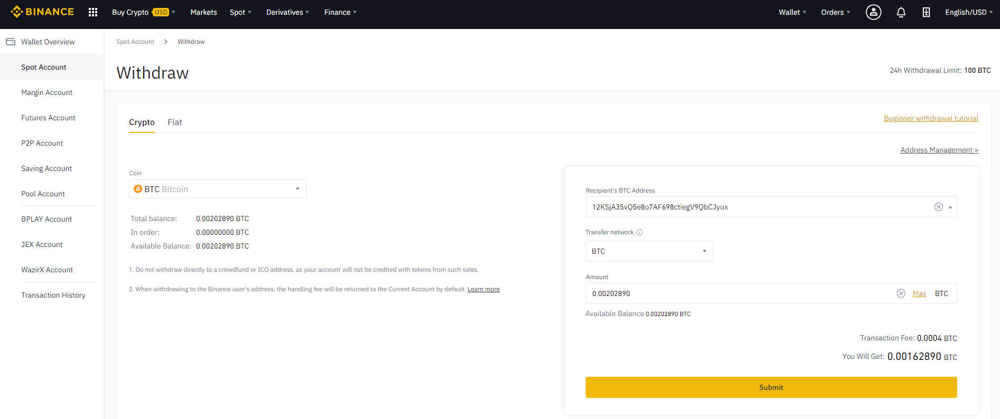 BINANCE
Buy Crypto USD
Markets
Spot
Derivatives
Finance
Wallet
Orders
English/USD
Wallet Overview
Spot Account
Margin Account
Futures Account
P2P Account
Saving Account
Pool Account
BPLAY Account
JEX Account
WazirX Account
Transaction History
Spot Account > Withdraw
Withdraw
24h Withdrawal Limit: 100 BTC
Crypto
Fiat
Beginner withdrawal tutorial
Address Management »
Coin
BTC Bitcoin
Total balance: 0.00202890 BTC
In order: 0.00000000 BTC
Available Balance: 0.00202890 BTC
1. Do not withdraw directly to a crowdfund or ICO address, as your account will not be credited with tokens from such sales.
2. When withdrawing to the Binance user's address, the handling fee will be returned to the Current Account by default. Learn more
Recipient's BTC Address
12KSjA35vQ5e8o7AF698ctiegV9QbCJyux
Transfer network
BTC
Amount
0.00202890 Max BTC
Available Balance 0.00202890 BTC
Transaction Fee: 0.0004 BTC
You Will Get: 0.00162890 BTC
Submit